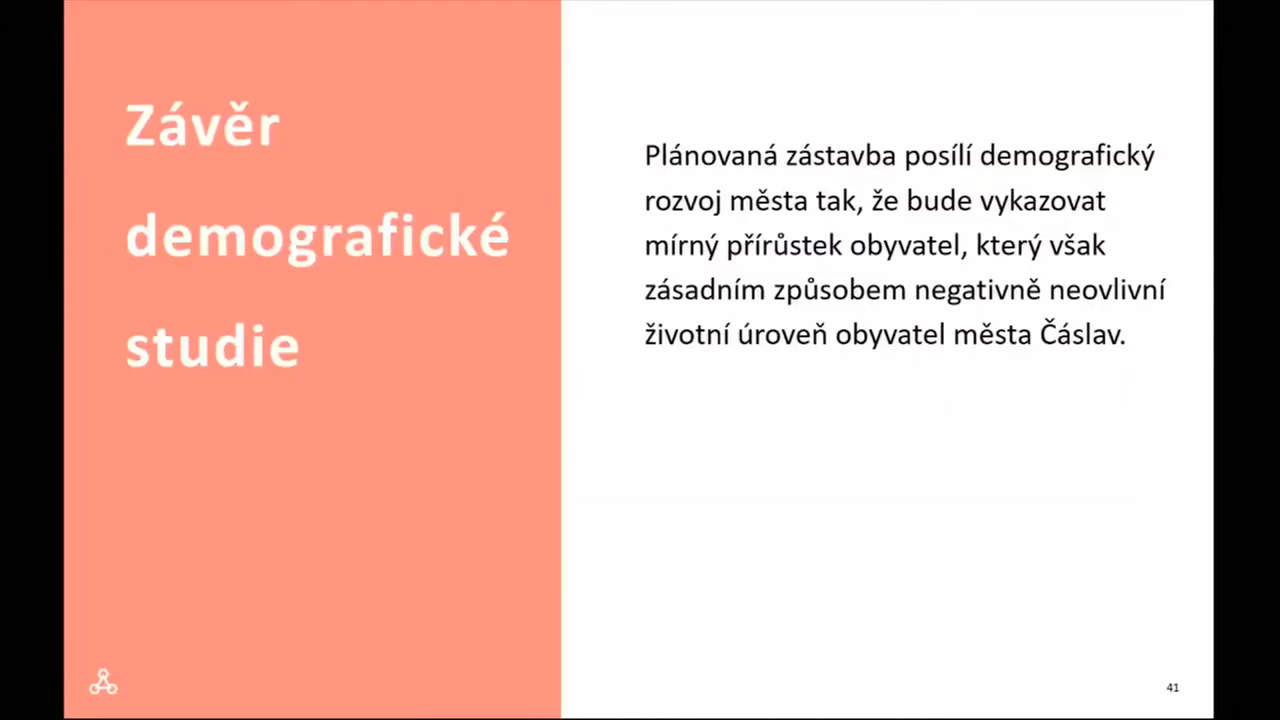 Závěr
demografické
studie
Plánovaná zástavba posílí demografický
rozvoj města tak, že bude vykazovat
mírný přírůstek obyvatel, který však
zásadním způsobem negativně neovlivní
životní úroveň obyvatel města Čáslav.
41